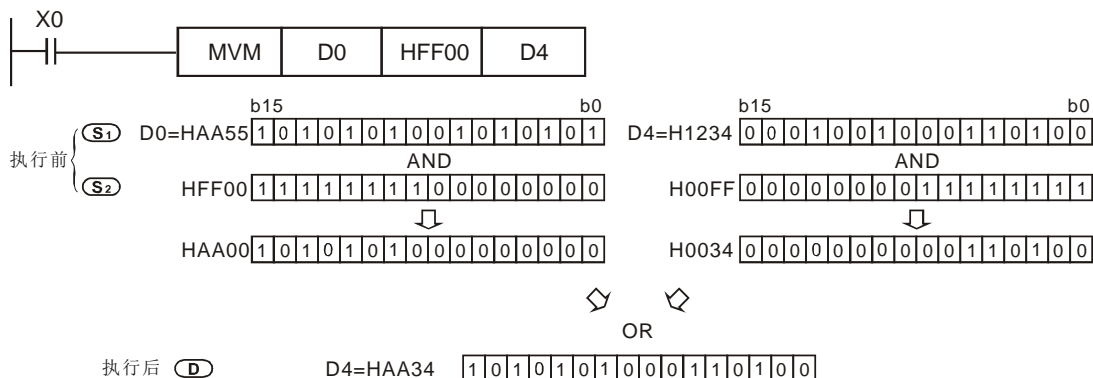 X0
MVM D0 HFF00 D4
b15 b0 b15 b0
执行前 S1 D0=HAA55 1 0 1 0 1 0 1 0 0 1 0 1 0 1 0 1 D4=H1234 0 0 0 1 0 0 1 0 0 0 1 1 0 1 0 0
AND AND
S2 HFF00 1 1 1 1 1 1 1 1 0 0 0 0 0 0 0 0 H00FF 0 0 0 0 0 0 0 0 1 1 1 1 1 1 1 1
HAA00 1 0 1 0 1 0 1 0 0 0 0 0 0 0 0 0 H0034 0 0 0 0 0 0 0 0 0 0 1 1 0 1 0 0
OR
执行后 D D4=HAA34 1 0 1 0 1 0 1 0 0 0 1 1 0 1 0 0